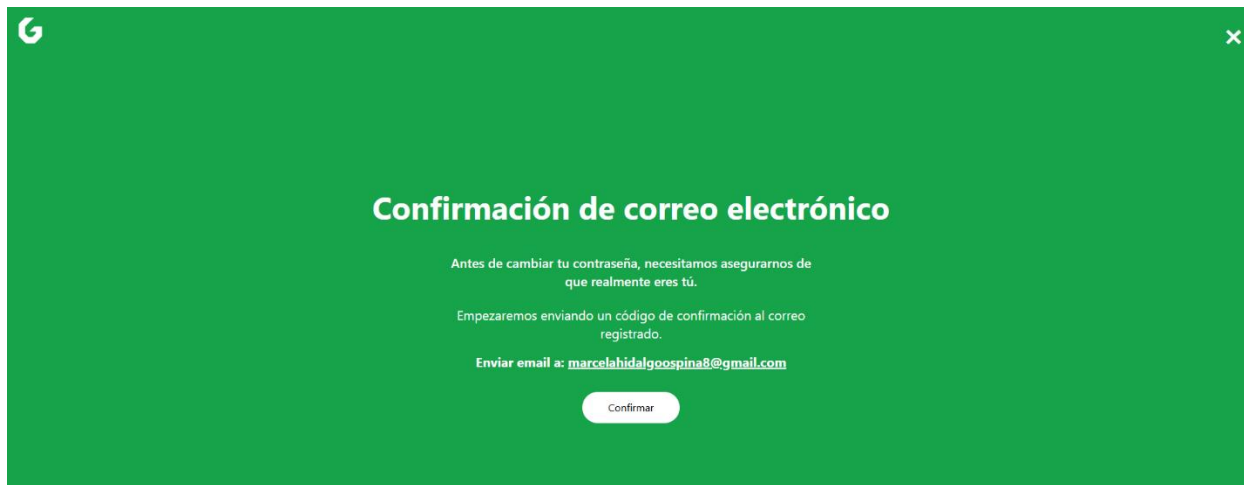 Confirmación de correo electrónico
Antes de cambiar tu contraseña, necesitamos asegurarnos de
que realmente eres tú.
Empezaremos enviando un código de confirmación al correo
registrado.
Enviar email a: marcelahidalgoospina8@gmail.com
Confirmar